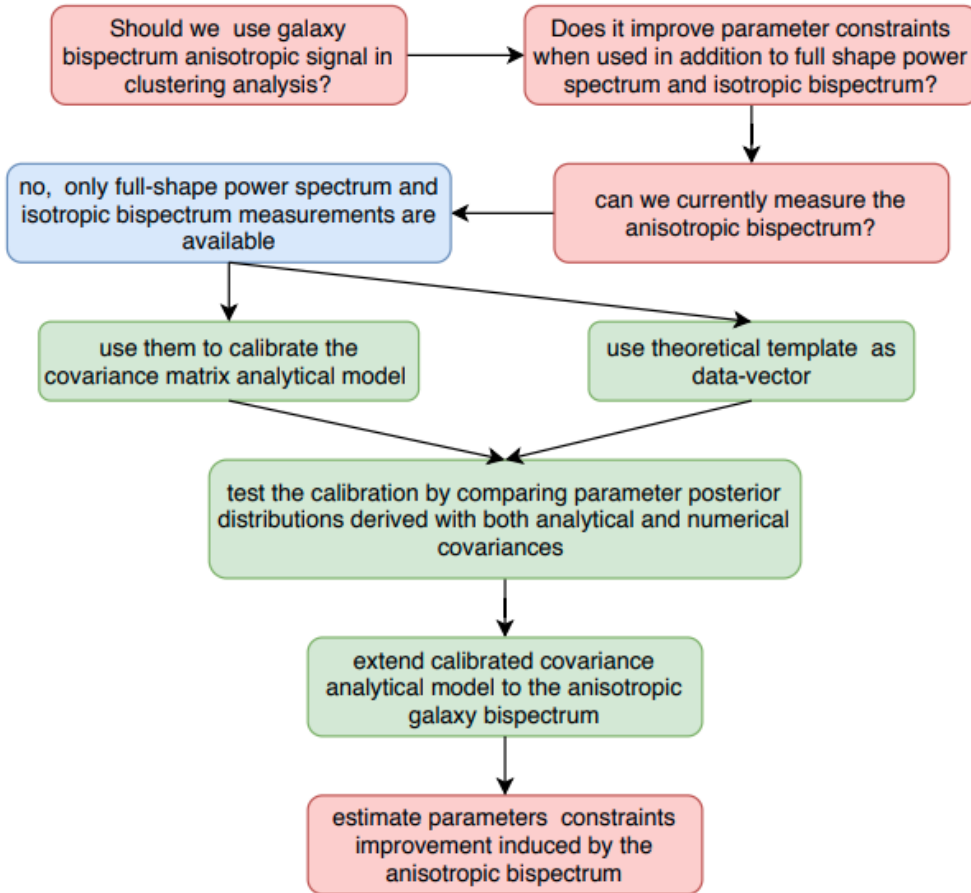 Should we use galaxy
bispectrum anisotropic signal in
clustering analysis?
Does it improve parameter constraints
when used in addition to full shape power
spectrum and isotropic bispectrum?
can we currently measure the
anisotropic bispectrum?
no, only full-shape power spectrum and
isotropic bispectrum measurements are
available
use them to calibrate the
covariance matrix analytical model
use theoretical template as
data-vector
test the calibration by comparing parameter posterior
distributions derived with both analytical and numerical
covariances
extend calibrated covariance
analytical model to the anisotropic
galaxy bispectrum
estimate parameters constraints
improvement induced by the
anisotropic bispectrum